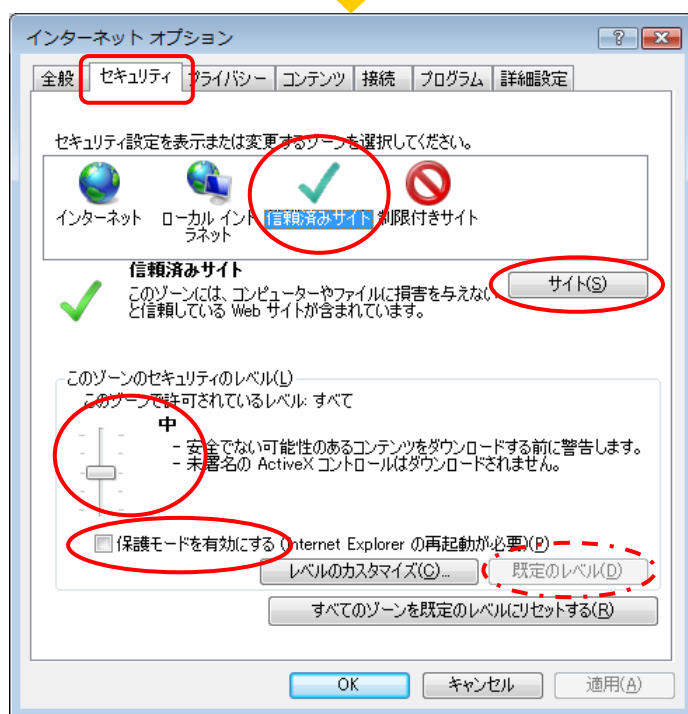 インターネット オプション
全般 セキュリティ プライバシー コンテンツ 接続 プログラム 詳細設定
セキュリティ設定を表示または変更するゾーンを選択してください。
インターネット ローカル イントラネット 信頼済みサイト 制限付きサイト
信頼済みサイト
このゾーンには、コンピューターやファイルに損害を与えない
と信頼している Web サイトが含まれています。
サイト(S)
このゾーンのセキュリティのレベル(L)
このゾーンで許可されているレベル: すべて
中
- 安全でない可能性のあるコンテンツをダウンロードする前に警告します。
- 未署名の ActiveX コントロールはダウンロードされません。
保護モードを有効にする (Internet Explorer の再起動が必要)(P)
レベルのカスタマイズ(C)... 既定のレベル(D)
すべてのゾーンを既定のレベルにリセットする(R)
OK キャンセル 適用(A)